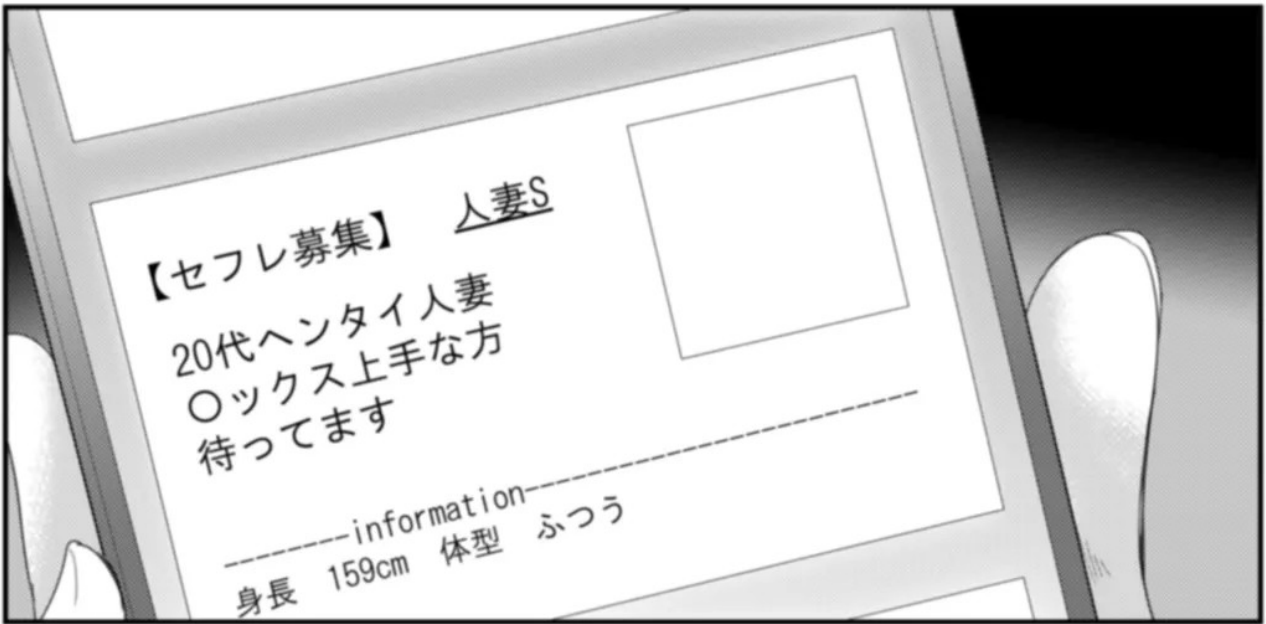 【セフレ募集】 人妻S
20代ヘンタイ人妻
〇ックス上手な方
待ってます
--------information--------------------------
身長 159cm 体型 ふつう